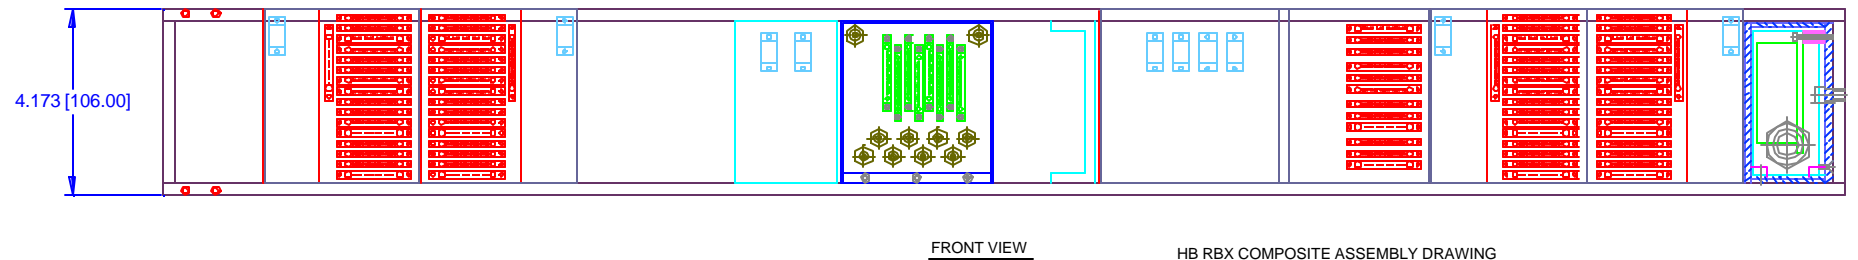 4.173 [106.00]
FRONT VIEW
HB RBX COMPOSITE ASSEMBLY DRAWING